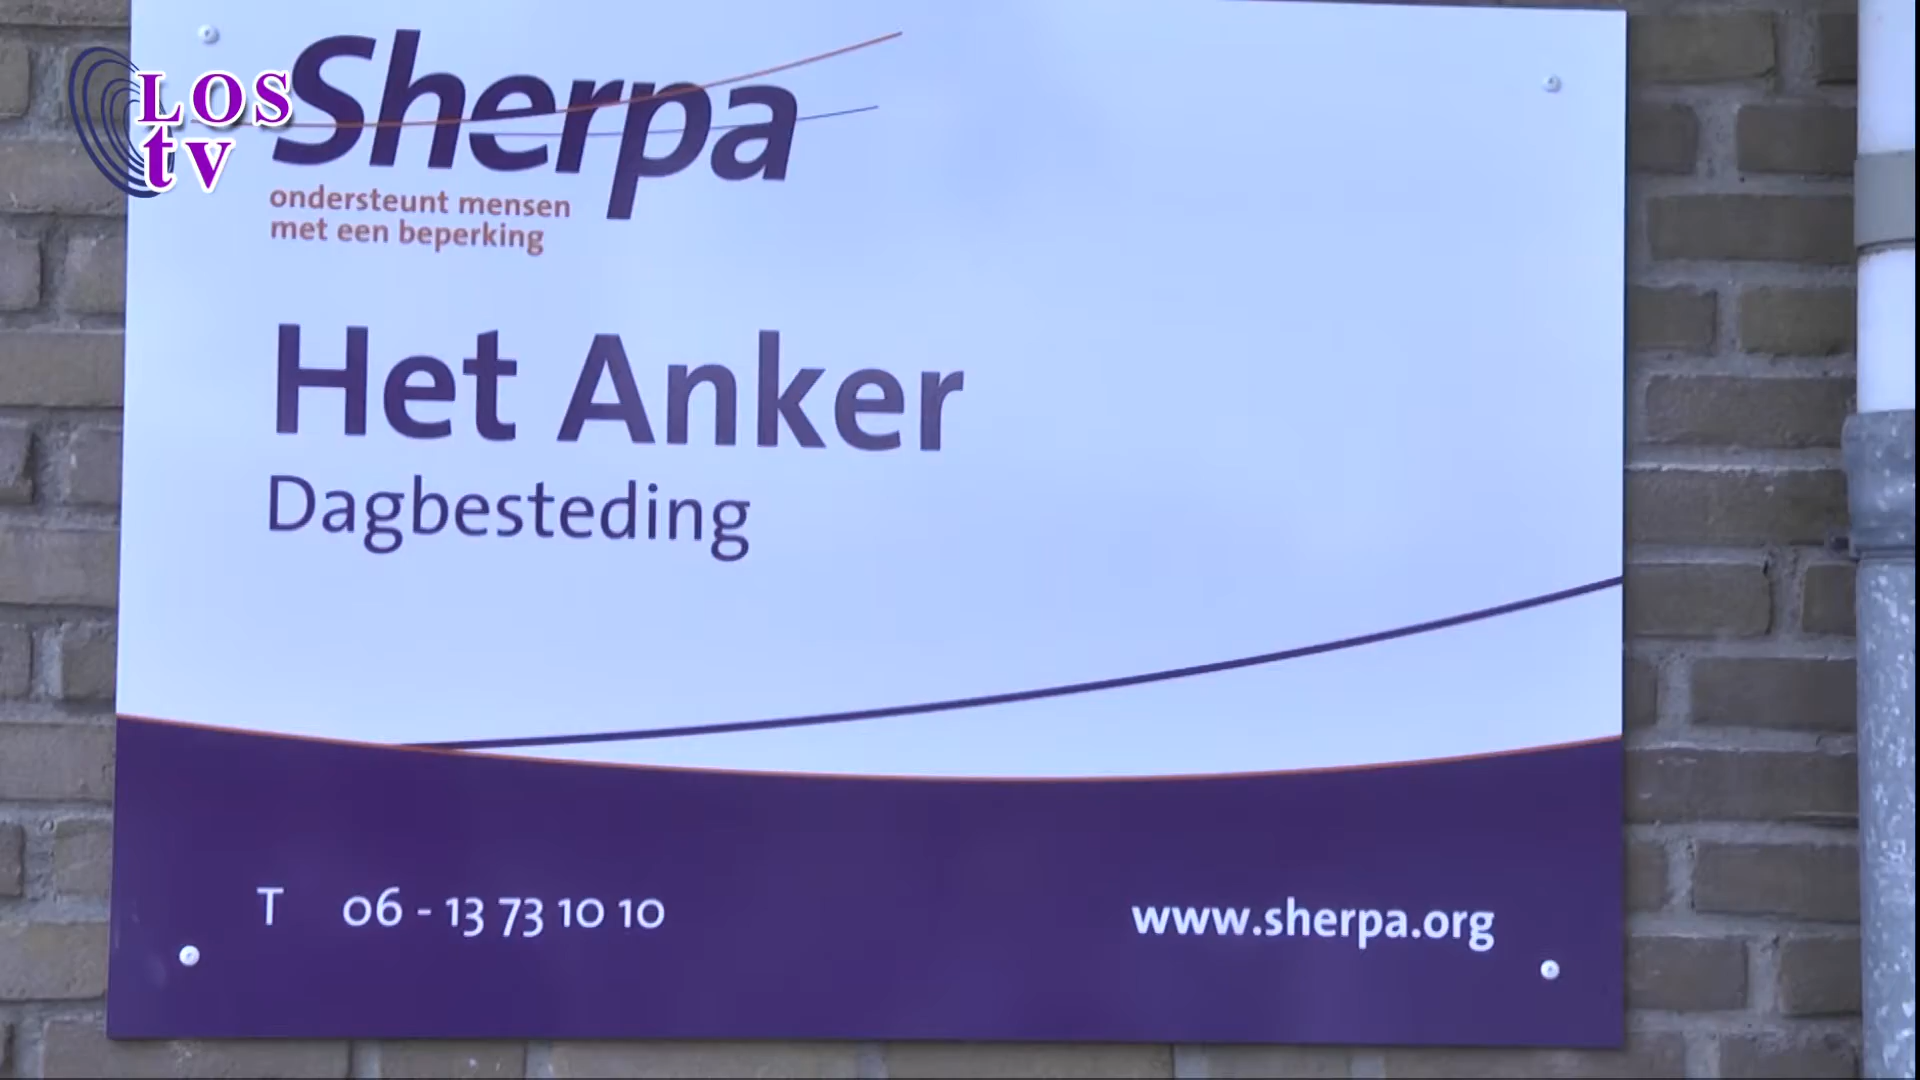 LOS
tv
Sherpa
ondersteunt mensen
met een beperking
Het Anker
Dagbesteding
T 06 - 13 73 10 10
www.sherpa.org